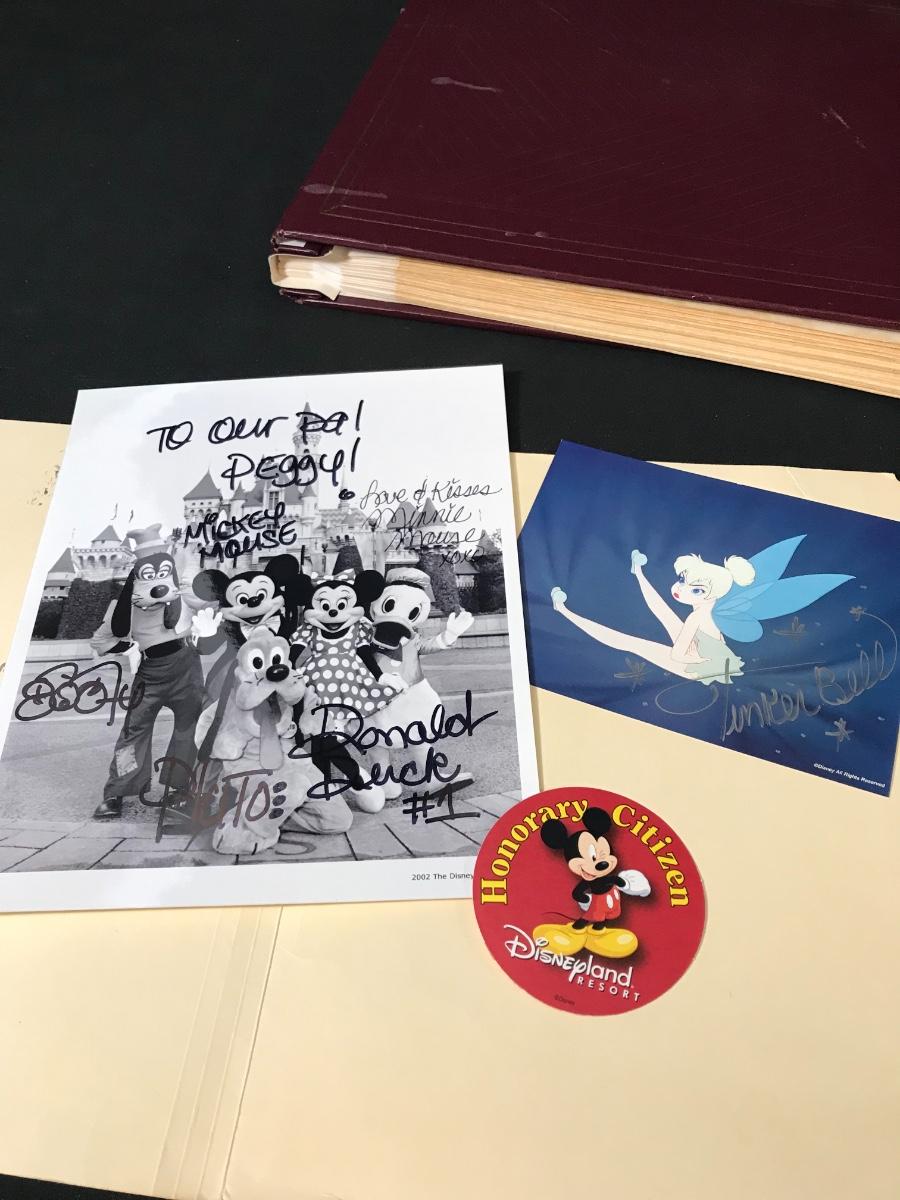 TO our pal
Peggy!
Mickey
Mouse
Love & Kisses
Minnie
Mouse
xoxo
Goofy
Pluto
Donald
Duck
#1
2002 The Disney
Tinker Bell
©Disney All Rights Reserved
Honorary Citizen
Disneyland
RESORT
©Disney